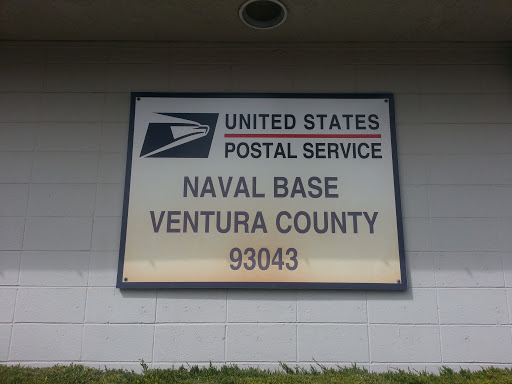 UNITED STATES
POSTAL SERVICE
NAVAL BASE
VENTURA COUNTY
93043